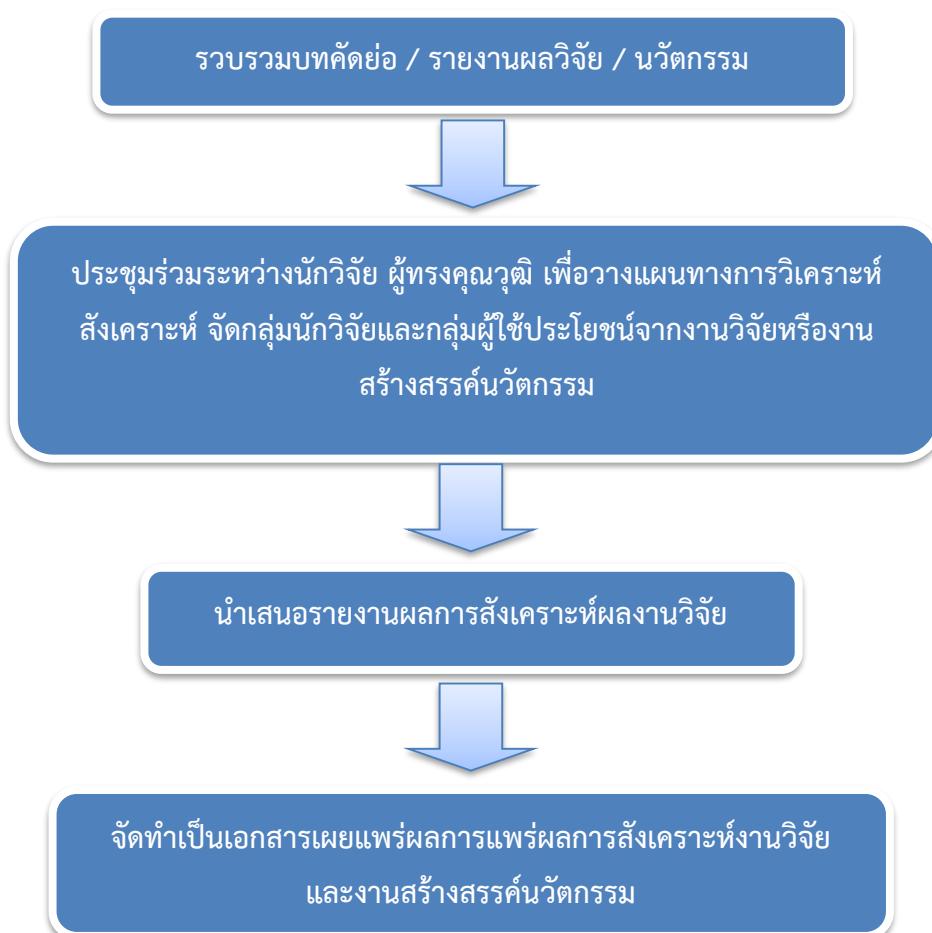 รวบรวมบทคัดย่อ / รายงานผลวิจัย / นวัตกรรม
ประชุมร่วมระหว่างนักวิจัย ผู้ทรงคุณวุฒิ เพื่อวางแผนทางการวิเคราะห์
สังเคราะห์ จัดกลุ่มนักวิจัยและกลุ่มผู้ใช้ประโยชน์จากงานวิจัยหรืองาน
สร้างสรรค์นวัตกรรม
นำเสนอรายงานผลการสังเคราะห์ผลงานวิจัย
จัดทำเป็นเอกสารเผยแพร่ผลการแพร่ผลการสังเคราะห์งานวิจัย
และงานสร้างสรรค์นวัตกรรม